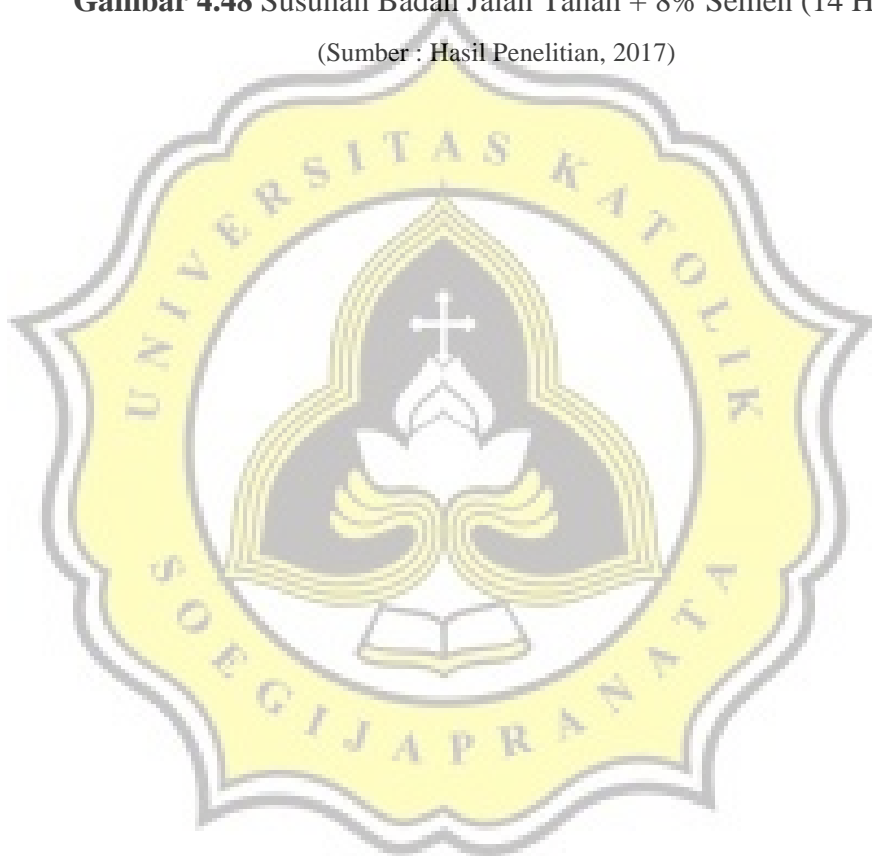 Gambar 4.48 Susunan Badan Jalan Tanah + 8% Semen (14 H
(Sumber : Hasil Penelitian, 2017)
UNIVERSITAS KATOLIK
SOEGIJAPRANATA